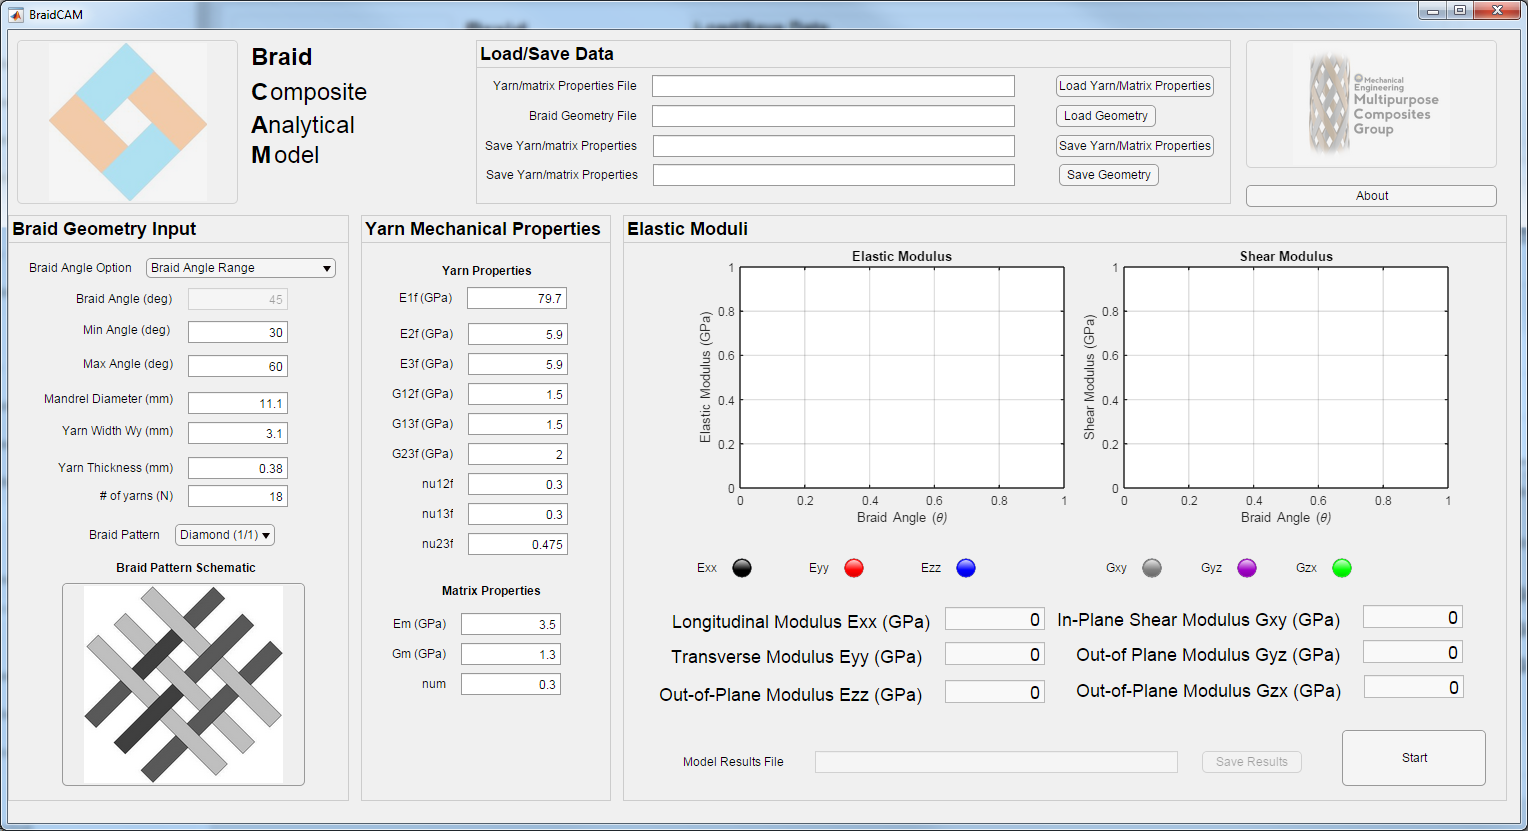 BraidCAM
Braid
Composite
Analytical
Model
Load/Save Data
Yarn/matrix Properties File
Load Yarn/Matrix Properties
Braid Geometry File
Load Geometry
Save Yarn/matrix Properties
Save Yarn/Matrix Properties
Save Yarn/matrix Properties
Save Geometry
Mechanical
Engineering
Multipurpose
Composites
Group
About
Braid Geometry Input
Braid Angle Option
Braid Angle Range
Braid Angle (deg)
45
Min Angle (deg)
30
Max Angle (deg)
60
Mandrel Diameter (mm)
11.1
Yarn Width Wy (mm)
3.1
Yarn Thickness (mm)
0.38
# of yarns (N)
18
Braid Pattern
Diamond (1/1)
Braid Pattern Schematic
Yarn Mechanical Properties
Yarn Properties
E1f (GPa)
79.7
E2f (GPa)
5.9
E3f (GPa)
5.9
G12f (GPa)
1.5
G13f (GPa)
1.5
G23f (GPa)
2
nu12f
0.3
nu13f
0.3
nu23f
0.475
Matrix Properties
Em (GPa)
3.5
Gm (GPa)
1.3
num
0.3
Elastic Moduli
Elastic Modulus
1
0.8
0.6
0.4
0.2
0
Elastic Modulus (GPa)
0 0.2 0.4 0.6 0.8 1
Braid Angle (θ)
Shear Modulus
1
0.8
0.6
0.4
0.2
0
Shear Modulus (GPa)
0 0.2 0.4 0.6 0.8 1
Braid Angle (θ)
Exx
Eyy
Ezz
Gxy
Gyz
Gzx
Longitudinal Modulus Exx (GPa)
0
In-Plane Shear Modulus Gxy (GPa)
0
Transverse Modulus Eyy (GPa)
0
Out-of Plane Modulus Gyz (GPa)
0
Out-of-Plane Modulus Ezz (GPa)
0
Out-of-Plane Modulus Gzx (GPa)
0
Model Results File
Save Results
Start